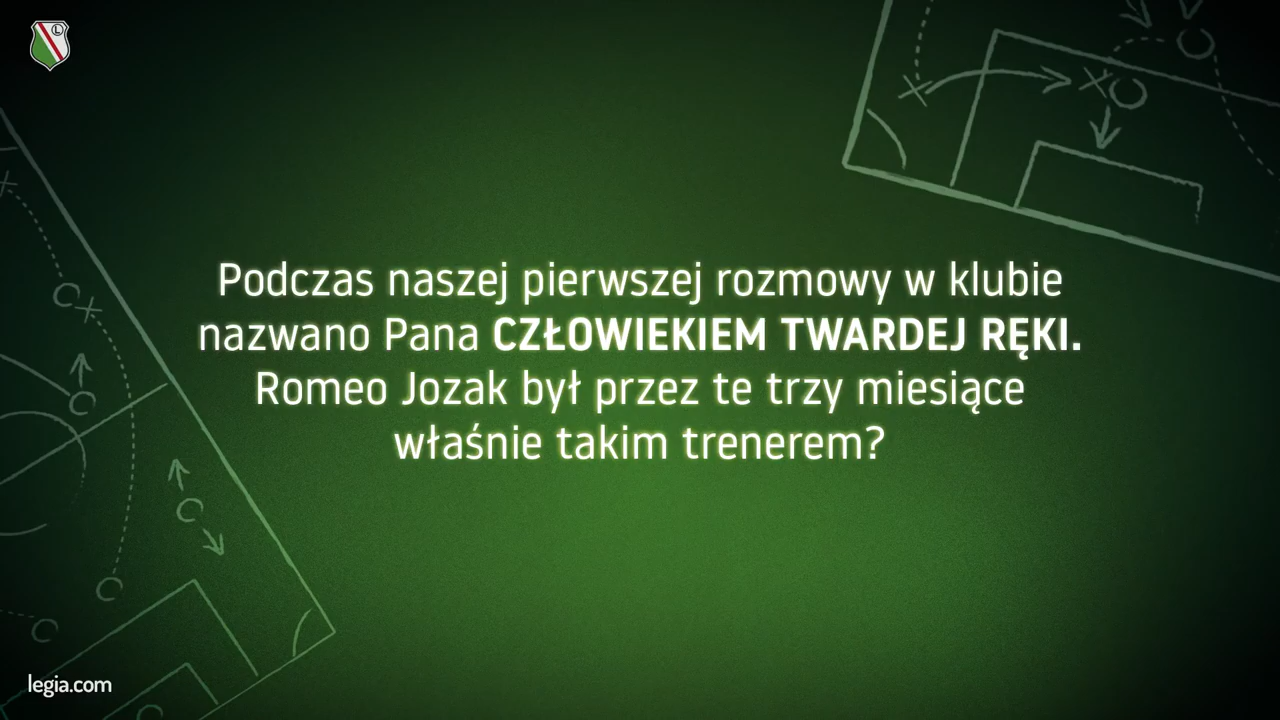 Podczas naszej pierwszej rozmowy w klubie
nazwano Pana CZŁOWIEKIEM TWARDEJ RĘKI.
Romeo Jozak był przez te trzy miesiące
właśnie takim trenerem?
legia.com